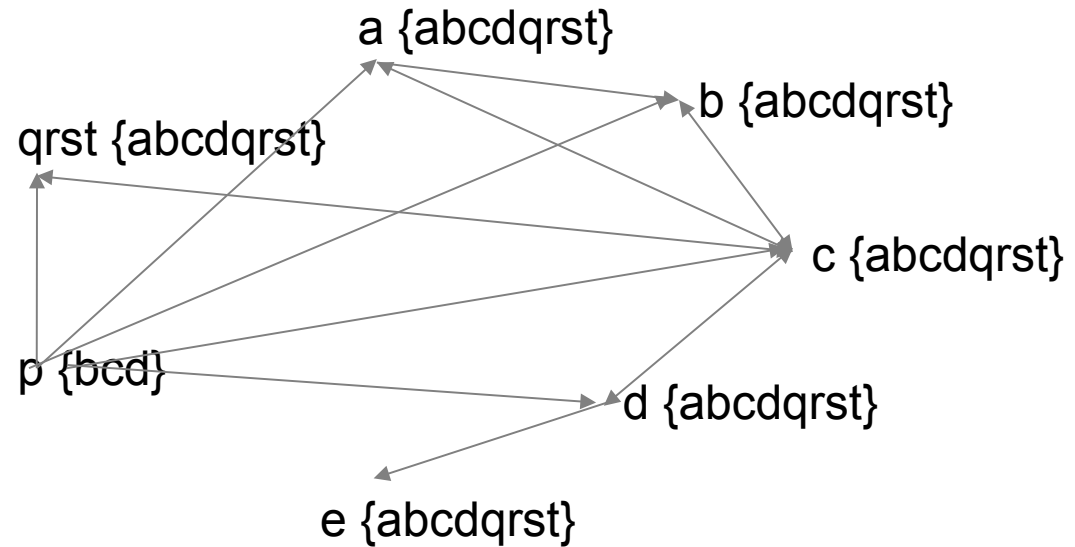 a {abcdqrst}
b {abcdqrst}
qrst {abcdqrst}
c {abcdqrst}
p {bcd}
d {abcdqrst}
e {abcdqrst}